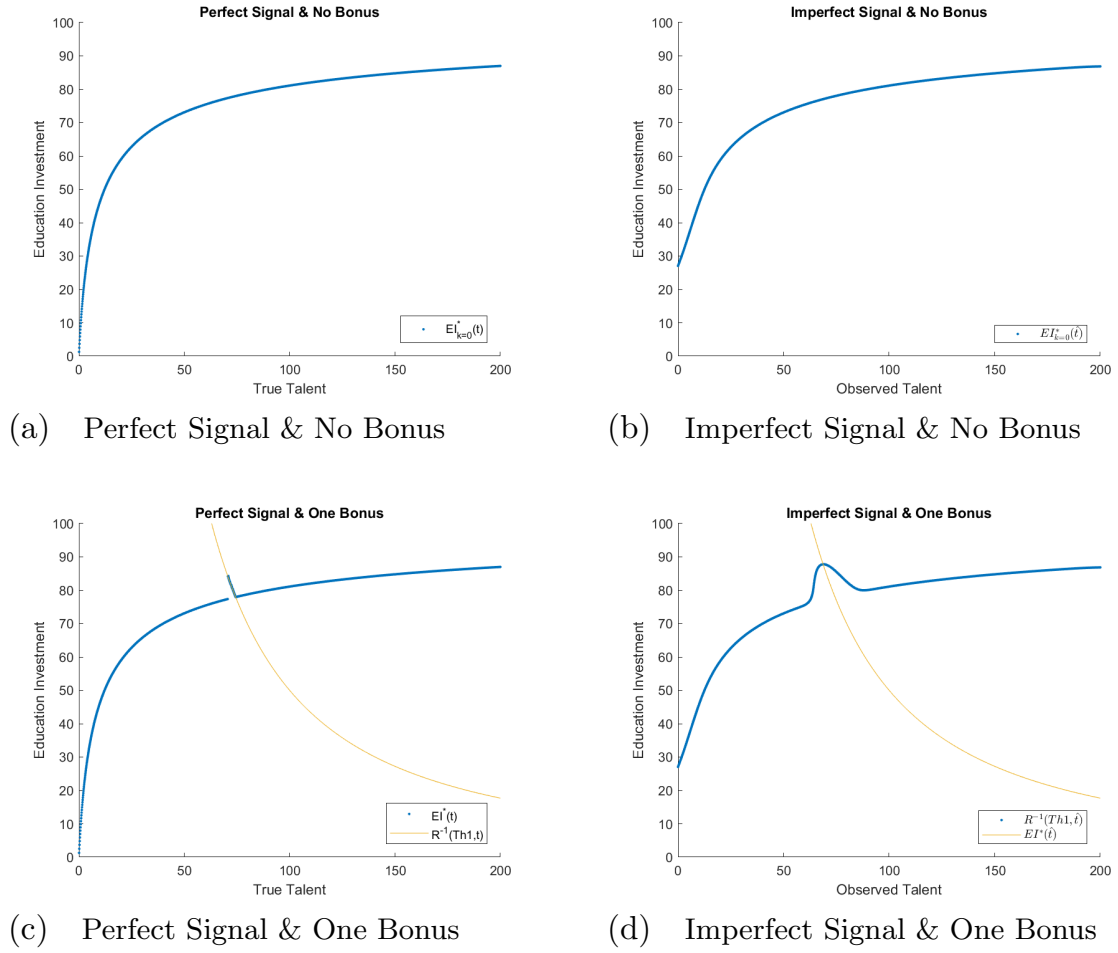 Perfect Signal & No Bonus
100
90
80
70
60
50
40
30
20
10
0
Education Investment
0 50 100 150 200
True Talent
EI*k=0(t)
(a) Perfect Signal & No Bonus
Imperfect Signal & No Bonus
100
90
80
70
60
50
40
30
20
10
0
Education Investment
0 50 100 150 200
Observed Talent
EI*k=0(t̂)
(b) Imperfect Signal & No Bonus
Perfect Signal & One Bonus
100
90
80
70
60
50
40
30
20
10
0
Education Investment
0 50 100 150 200
True Talent
EI*(t)
R-1(Th1,t)
(c) Perfect Signal & One Bonus
Imperfect Signal & One Bonus
100
90
80
70
60
50
40
30
20
10
0
Education Investment
0 50 100 150 200
Observed Talent
R−1(Th1,t̂)
EI*(t̂)
(d) Imperfect Signal & One Bonus